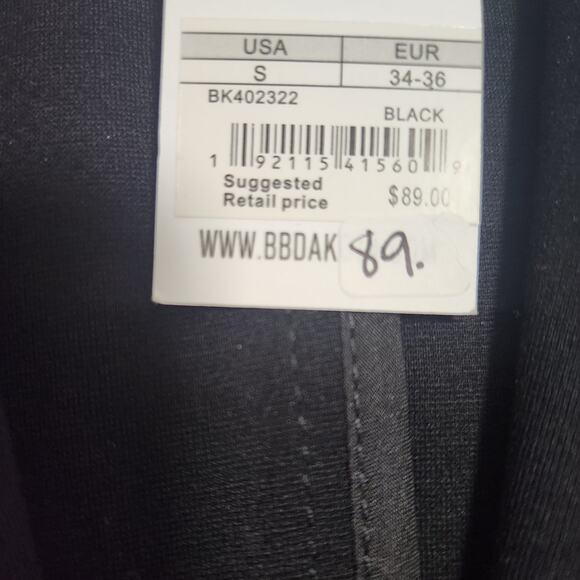 USA EUR
S 34-36
BK402322
BLACK
1 92115 41560 9
Suggested
Retail price $89.00
WWW.BBDAK
89.